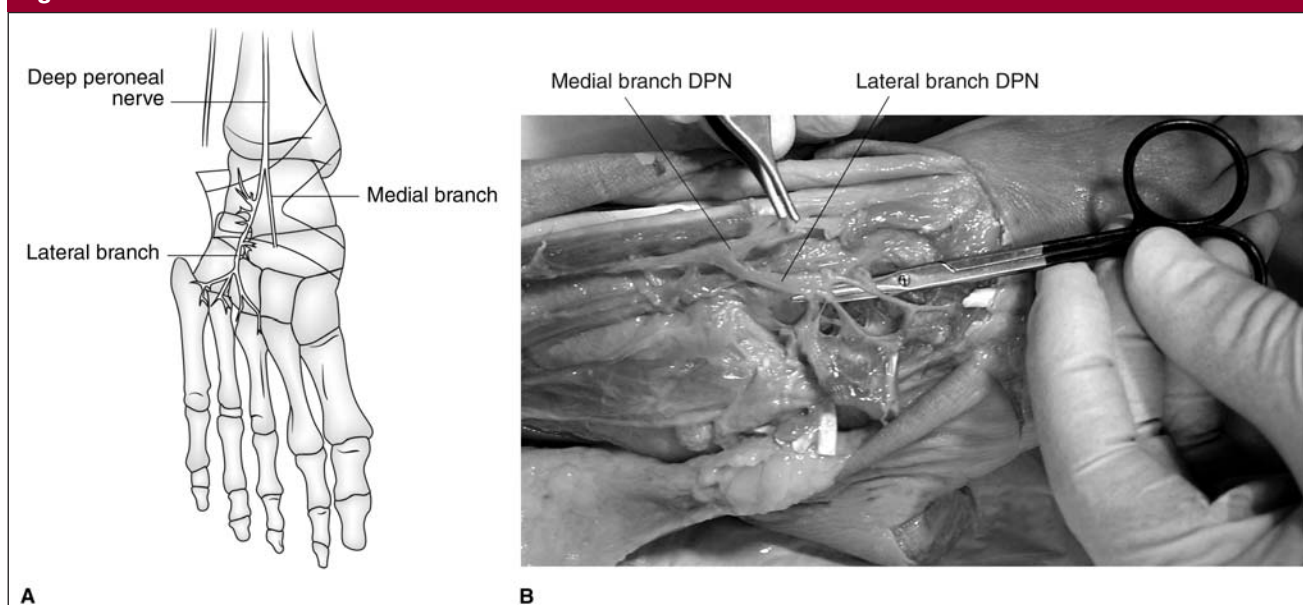 Deep peroneal
nerve
Medial branch
Lateral branch
A
Medial branch DPN
Lateral branch DPN
B